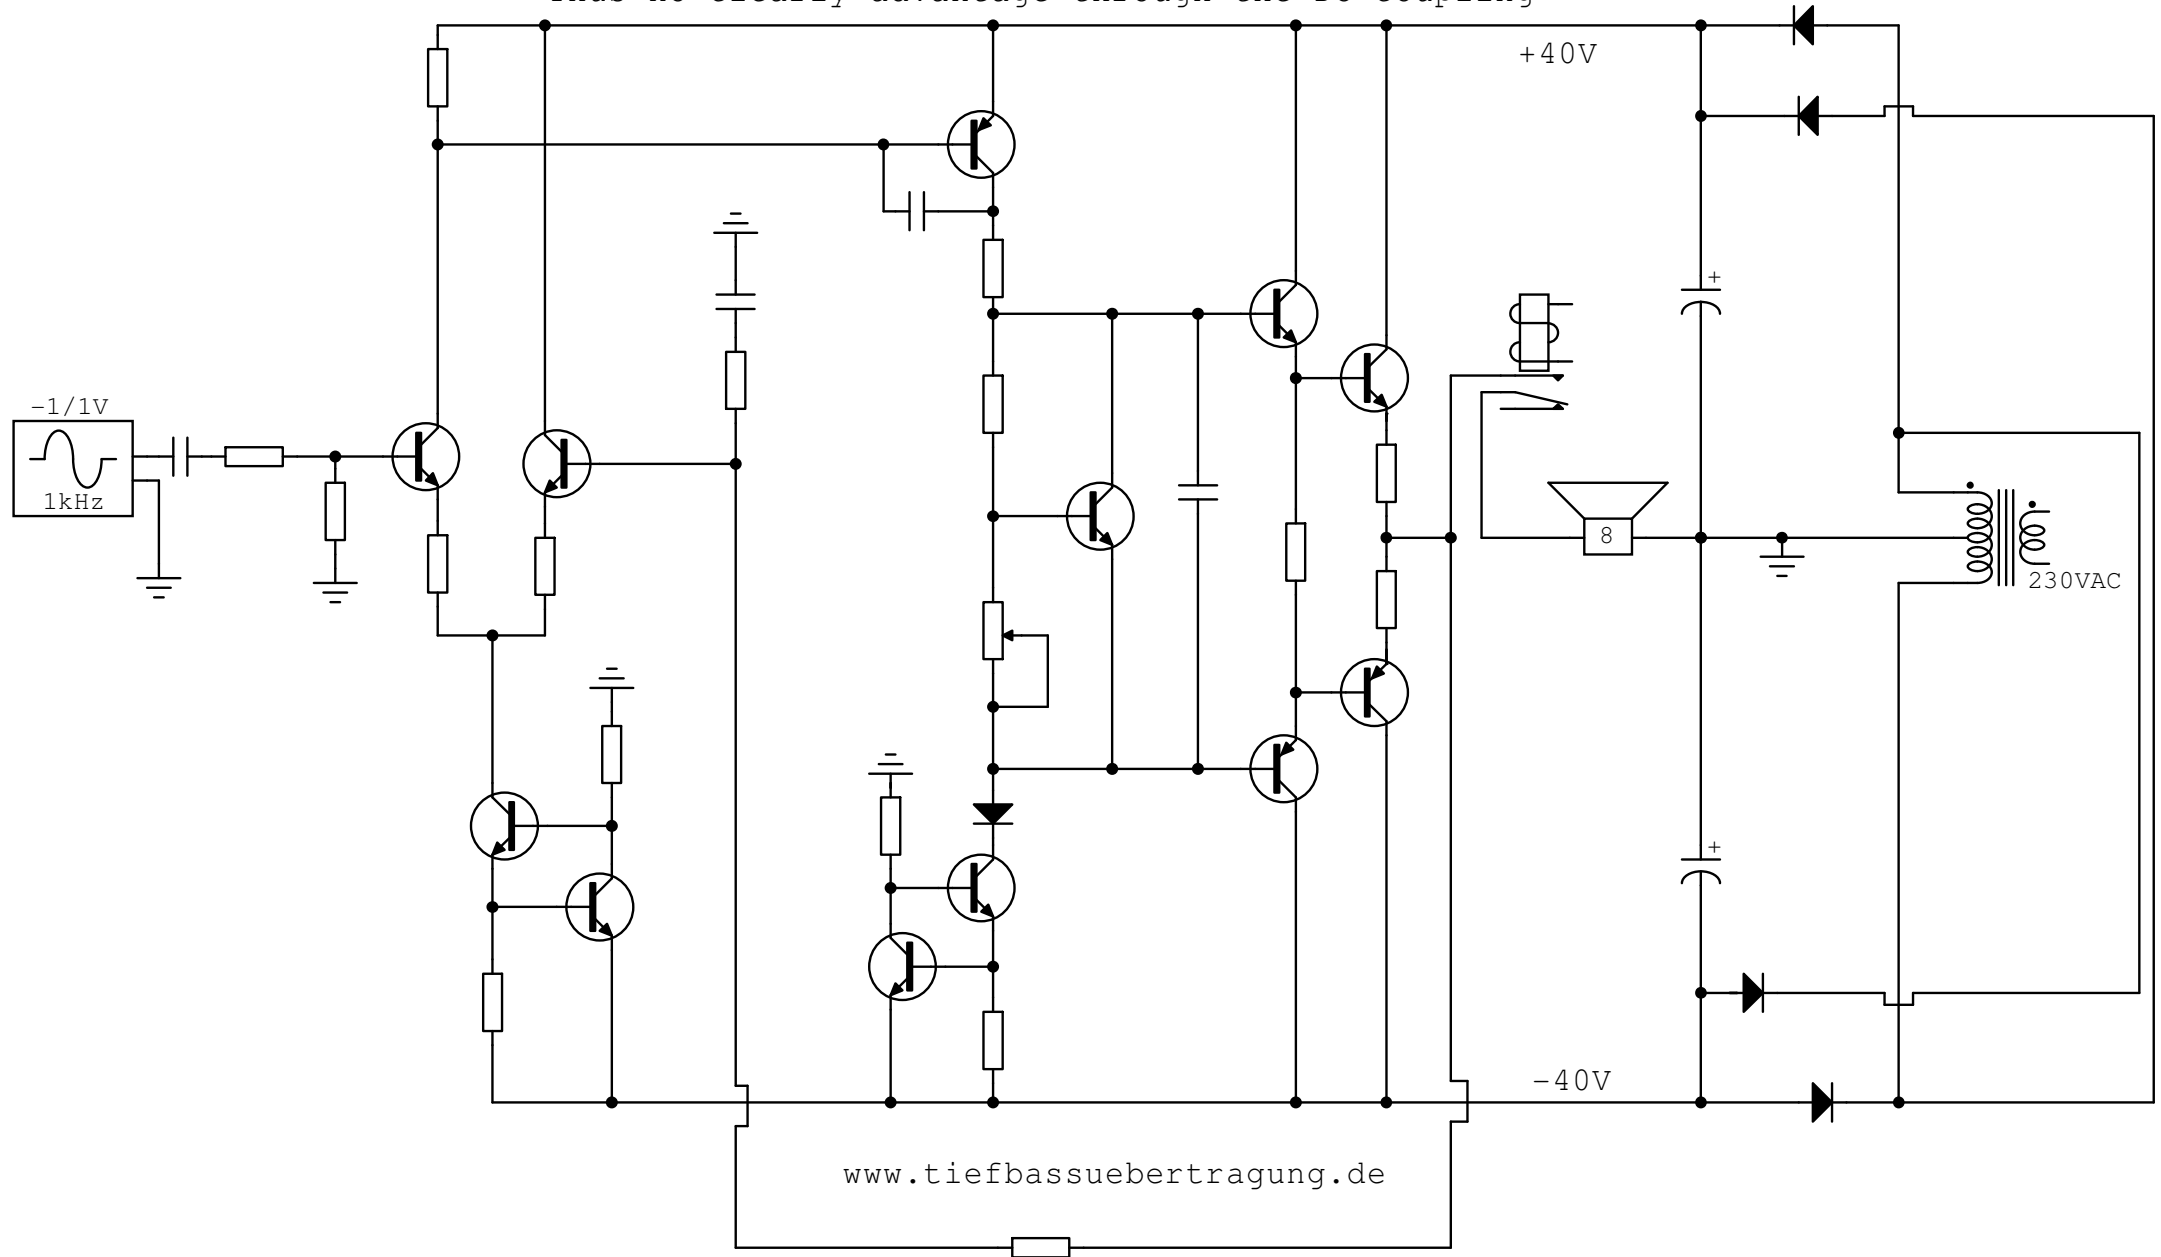 +40V
+
-1/1V
1kHz
8
230VAC
+
-40V
www.tiefbassuebertragung.de